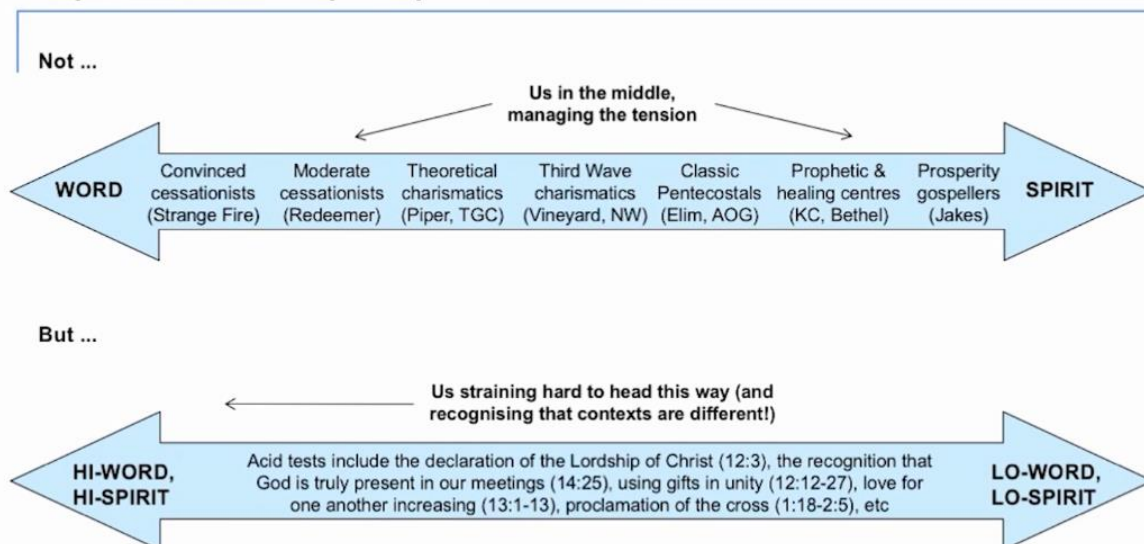 Not ...
Us in the middle,
managing the tension
WORD
Convinced
cessationists
(Strange Fire)
Moderate
cessationists
(Redeemer)
Theoretical
charismatics
(Piper, TGC)
Third Wave
charismatics
(Vineyard, NW)
Classic
Pentecostals
(Elim, AOG)
Prophetic &
healing centres
(KC, Bethel)
Prosperity
gospellers
(Jakes)
SPIRIT
But ...
Us straining hard to head this way (and
recognising that contexts are different!)
HI-WORD,
HI-SPIRIT
Acid tests include the declaration of the Lordship of Christ (12:3), the recognition that
God is truly present in our meetings (14:25), using gifts in unity (12:12-27), love for
one another increasing (13:1-13), proclamation of the cross (1:18-2:5), etc
LO-WORD,
LO-SPIRIT